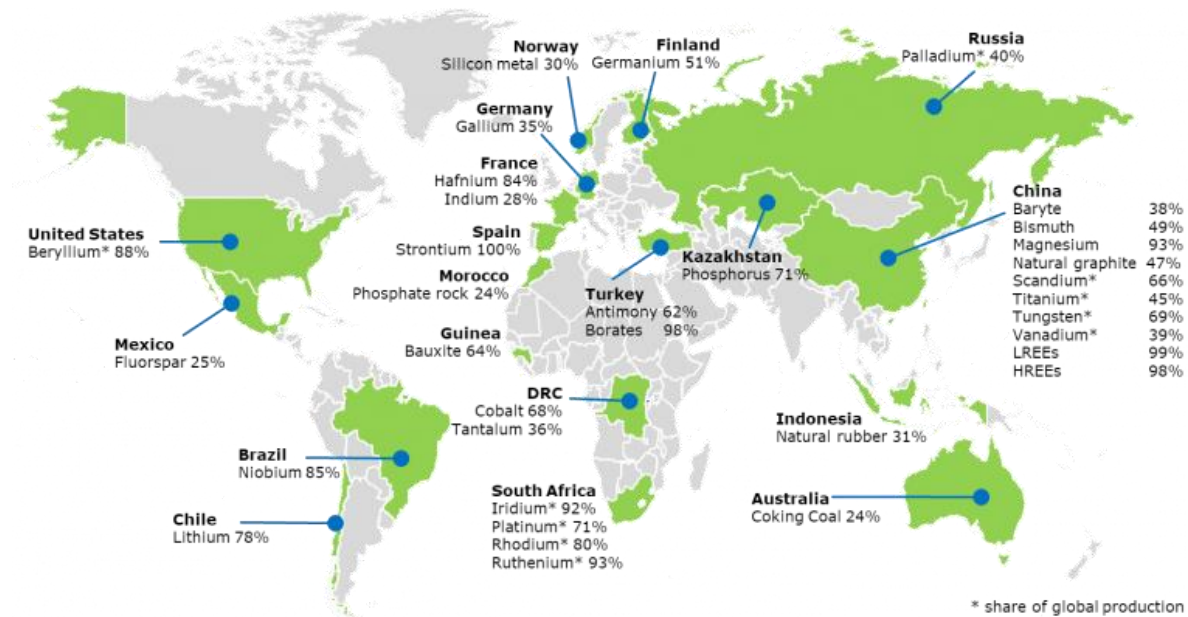 Norway
Silicon metal 30%
Finland
Germanium 51%
Russia
Palladium* 40%
Germany
Gallium 35%
France
Hafnium 84%
Indium 28%
Spain
Strontium 100%
Morocco
Phosphate rock 24%
Guinea
Bauxite 64%
United States
Beryllium* 88%
Mexico
Fluorspar 25%
Kazakhstan
Phosphorus 71%
Turkey
Antimony 62%
Borates 98%
China
Baryte 38%
Bismuth 49%
Magnesium 93%
Natural graphite 47%
Scandium* 66%
Titanium* 45%
Tungsten* 69%
Vanadium* 39%
LREEs 99%
HREEs 98%
DRC
Cobalt 68%
Tantalum 36%
Indonesia
Natural rubber 31%
Brazil
Niobium 85%
Chile
Lithium 78%
South Africa
Iridium* 92%
Platinum* 71%
Rhodium* 80%
Ruthenium* 93%
Australia
Coking Coal 24%
* share of global production